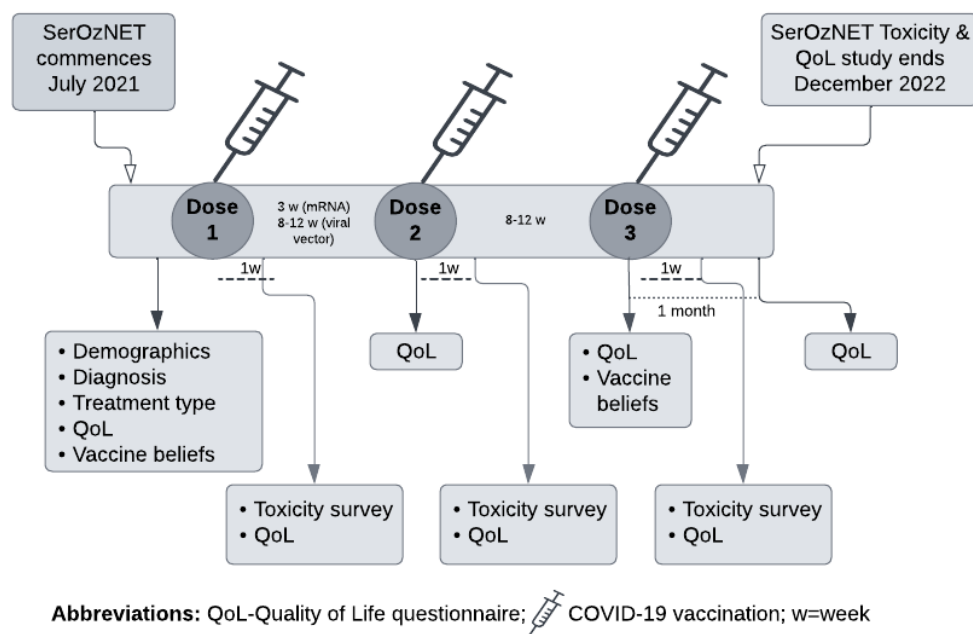 SerOzNET
commences
July 2021
SerOzNET Toxicity &
QoL study ends
December 2022
Dose
1
3 w (mRNA)
8-12 w (viral
vector)
Dose
2
8-12 w
Dose
3
1w
1w
1w
1 month
• Demographics
• Diagnosis
• Treatment type
• QoL
• Vaccine beliefs
QoL
• QoL
• Vaccine
beliefs
QoL
• Toxicity survey
• QoL
• Toxicity survey
• QoL
• Toxicity survey
• QoL
Abbreviations: QoL-Quality of Life questionnaire; COVID-19 vaccination; w=week